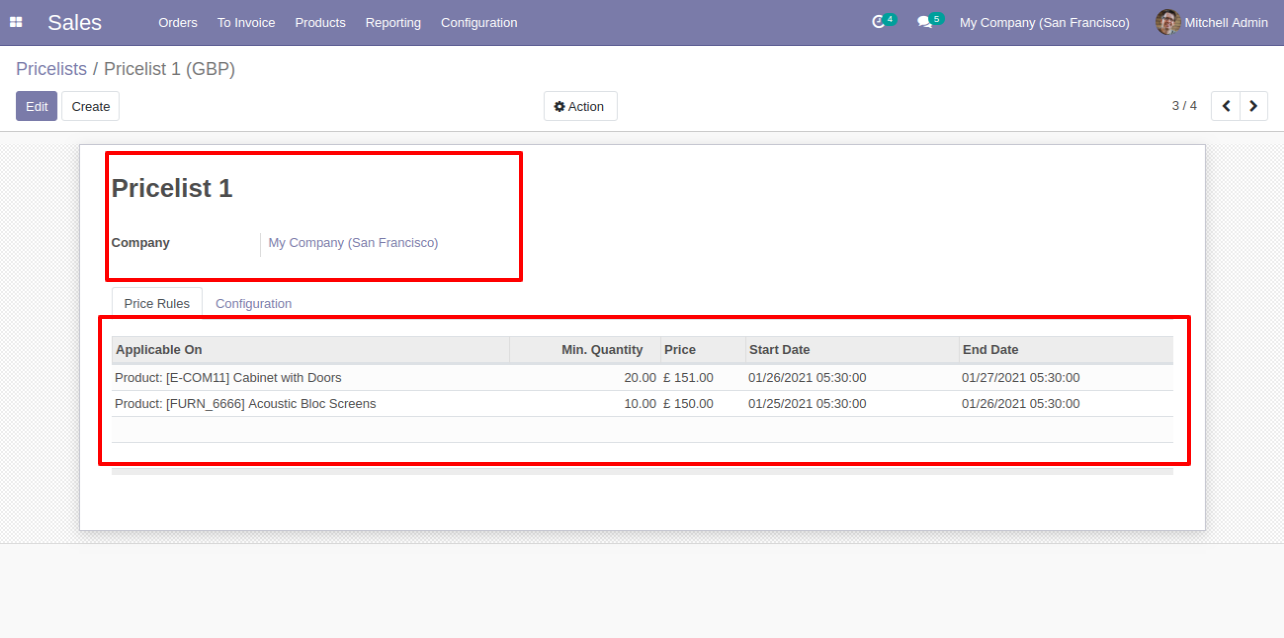 Sales Orders To Invoice Products Reporting Configuration 4 5 My Company (San Francisco) Mitchell Admin
Pricelists / Pricelist 1 (GBP)
Edit Create Action 3 / 4
Pricelist 1
Company My Company (San Francisco)
Price Rules Configuration
Applicable On Min. Quantity Price Start Date End Date
Product: [E-COM11] Cabinet with Doors 20.00 £ 151.00 01/26/2021 05:30:00 01/27/2021 05:30:00
Product: [FURN_6666] Acoustic Bloc Screens 10.00 £ 150.00 01/25/2021 05:30:00 01/26/2021 05:30:00